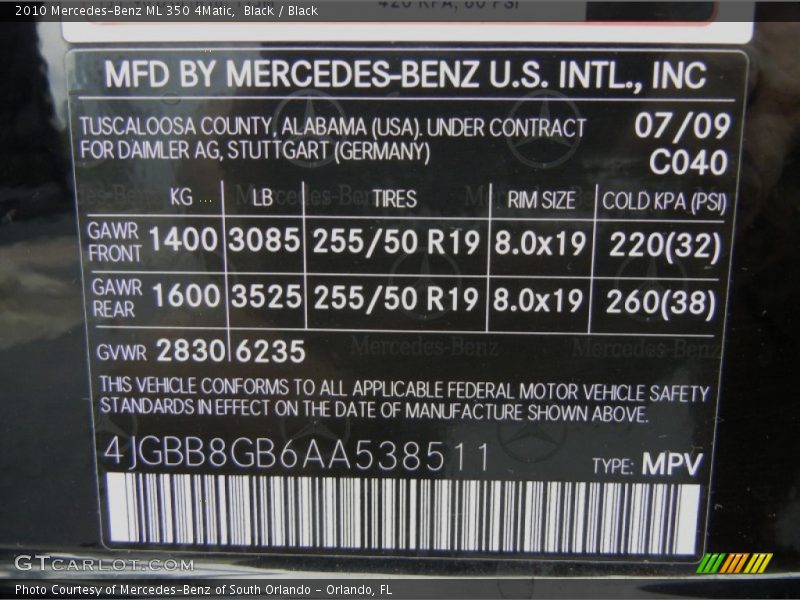 2010 Mercedes-Benz ML 350 4Matic, Black / Black
MFD BY MERCEDES-BENZ U.S. INTL., INC
TUSCALOOSA COUNTY, ALABAMA (USA). UNDER CONTRACT
FOR DAIMLER AG, STUTTGART (GERMANY)
07/09
C040
KG LB TIRES RIM SIZE COLD KPA (PSI)
GAWR FRONT 1400 3085 255/50 R19 8.0x19 220(32)
GAWR REAR 1600 3525 255/50 R19 8.0x19 260(38)
GVWR 2830 6235
Mercedes-Benz Mercedes-Benz
THIS VEHICLE CONFORMS TO ALL APPLICABLE FEDERAL MOTOR VEHICLE SAFETY
STANDARDS IN EFFECT ON THE DATE OF MANUFACTURE SHOWN ABOVE.
4JGBB8GB6AA538511
TYPE: MPV
GTCARLOT.COM
Photo Courtesy of Mercedes-Benz of South Orlando - Orlando, FL